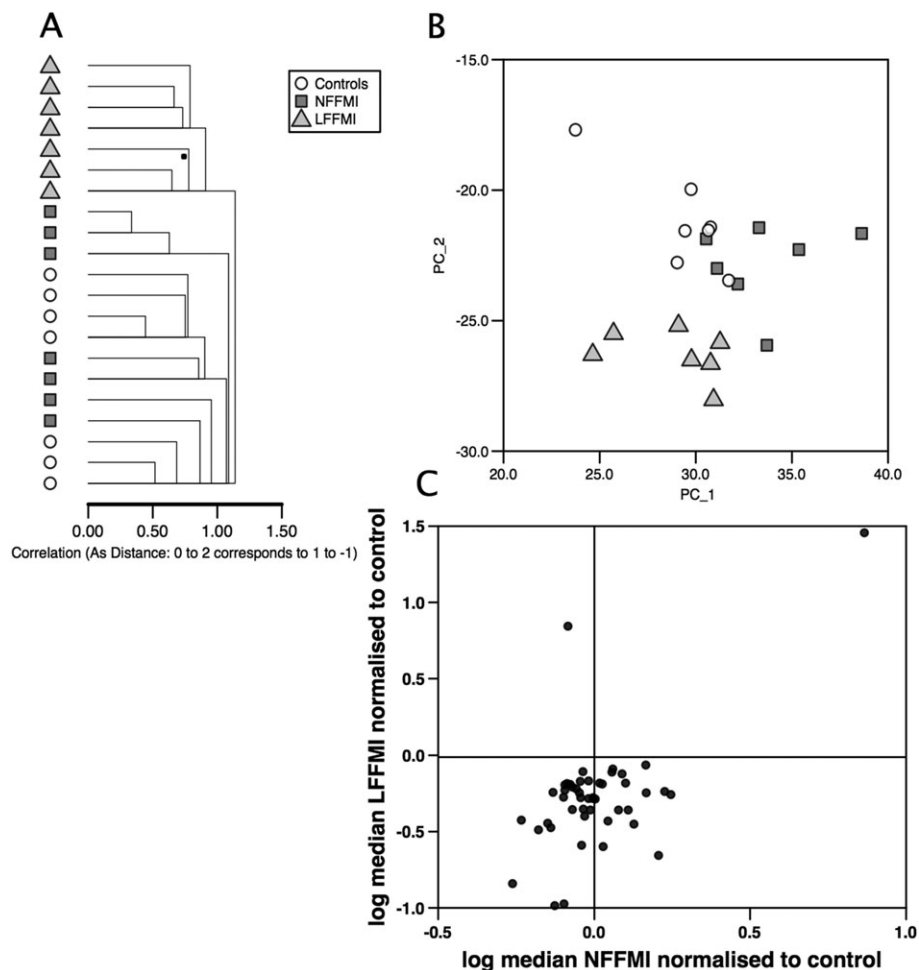 A
Controls
NFFMI
LFFMI
0.00 0.50 1.00 1.50
Correlation (As Distance: 0 to 2 corresponds to 1 to -1)
B
-15.0
-20.0
-25.0
-30.0
PC_2
20.0 25.0 30.0 35.0 40.0
PC_1
C
1.5
1.0
0.5
0.0
-0.5
-1.0
log median LFFMI normalised to control
-0.5 0.0 0.5 1.0
log median NFFMI normalised to control